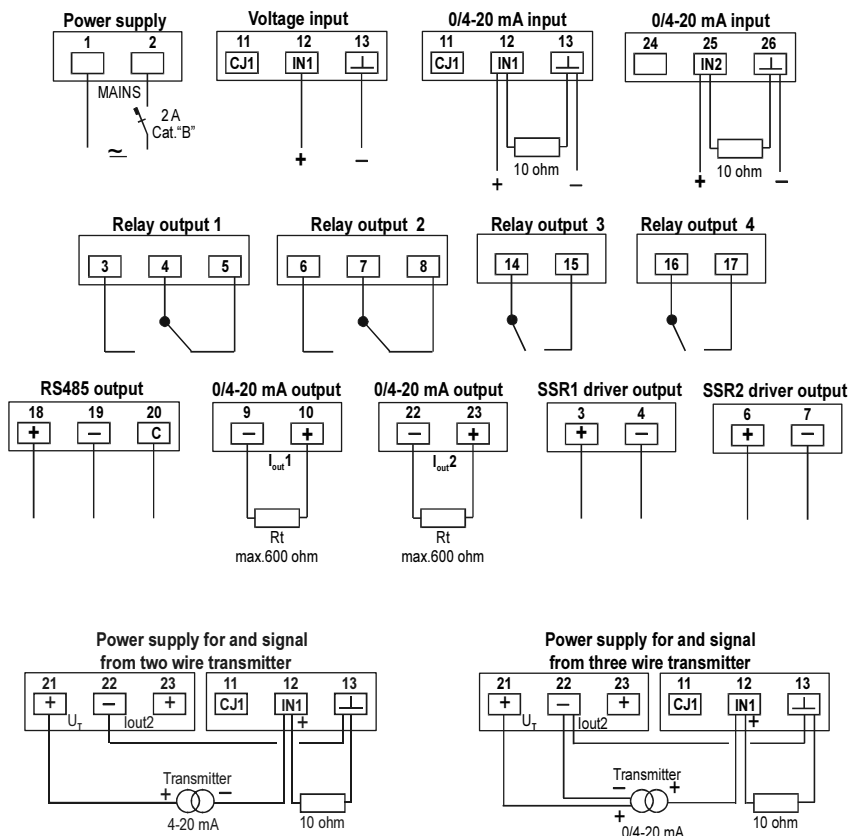 Power supply
1 2
MAINS
2 A
Cat.“B”
~
Voltage input
11 12 13
CJ1 IN1
+ –
0/4-20 mA input
11 12 13
CJ1 IN1
10 ohm
+ –
0/4-20 mA input
24 25 26
IN2
10 ohm
+ –
Relay output 1
3 4 5
Relay output 2
6 7 8
Relay output 3
14 15
Relay output 4
16 17
RS485 output
18 19 20
+ – C
0/4-20 mA output
9 10
– +
Iout1
Rt
max.600 ohm
0/4-20 mA output
22 23
– +
Iout2
Rt
max.600 ohm
SSR1 driver output
3 4
+ –
SSR2 driver output
6 7
+ –
Power supply for and signal
from two wire transmitter
21 22 23 11 12 13
+ – + CJ1 IN1
UT Iout2 +
Transmitter
+ –
4-20 mA 10 ohm
Power supply for and signal
from three wire transmitter
21 22 23 11 12 13
+ – + CJ1 IN1
UT Iout2 +
Transmitter
– +
+
0/4-20 mA 10 ohm